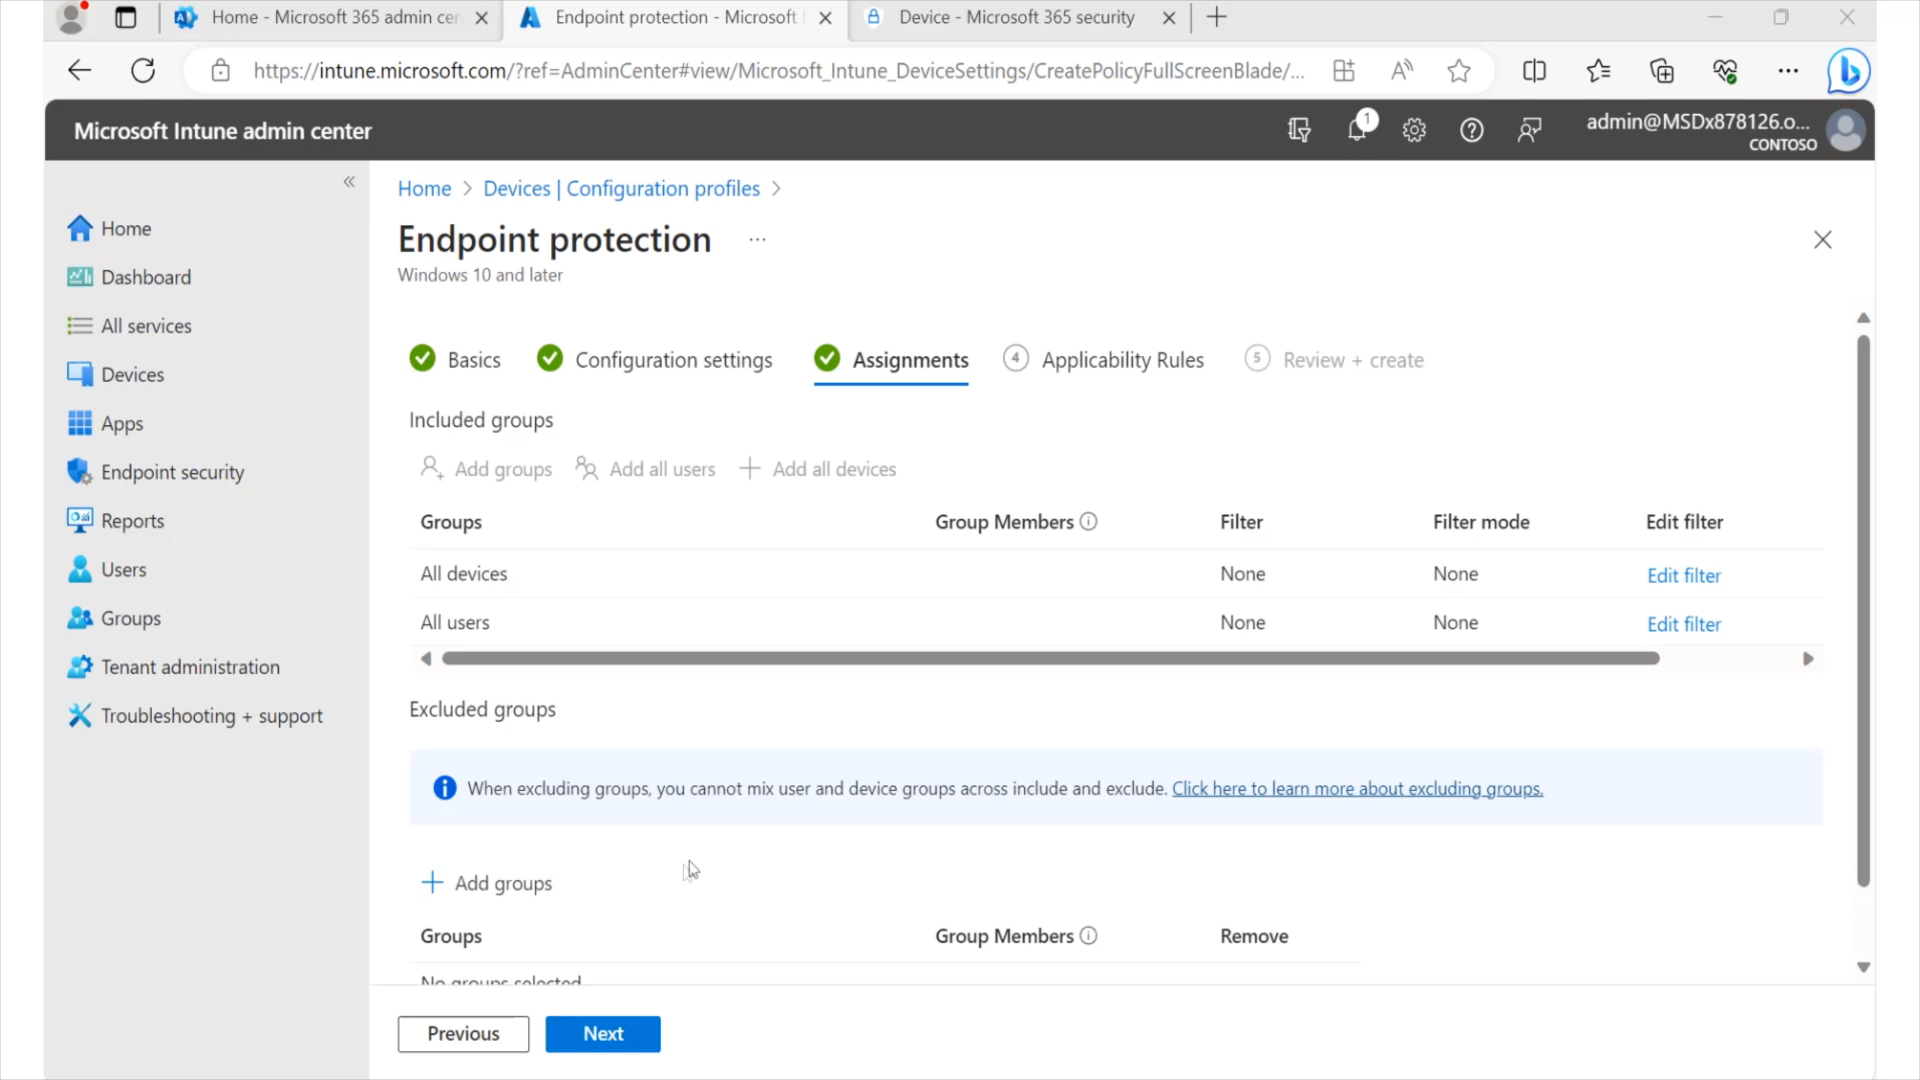 Home - Microsoft 365 admin cen
Endpoint protection - Microsoft
Device - Microsoft 365 security
https://intune.microsoft.com/?ref=AdminCenter#view/Microsoft_Intune_DeviceSettings/CreatePolicyFullScreenBlade/...
Microsoft Intune admin center
1
admin@MSDx878126.o...
CONTOSO
Home > Devices | Configuration profiles >
Endpoint protection ...
Windows 10 and later
Home
Dashboard
All services
Devices
Apps
Endpoint security
Reports
Users
Groups
Tenant administration
Troubleshooting + support
Basics Configuration settings Assignments 4 Applicability Rules 5 Review + create
Included groups
Add groups Add all users Add all devices
Groups Group Members Filter Filter mode Edit filter
All devices None None Edit filter
All users None None Edit filter
Excluded groups
When excluding groups, you cannot mix user and device groups across include and exclude. Click here to learn more about excluding groups.
Add groups
Groups Group Members Remove
No groups selected
Previous Next